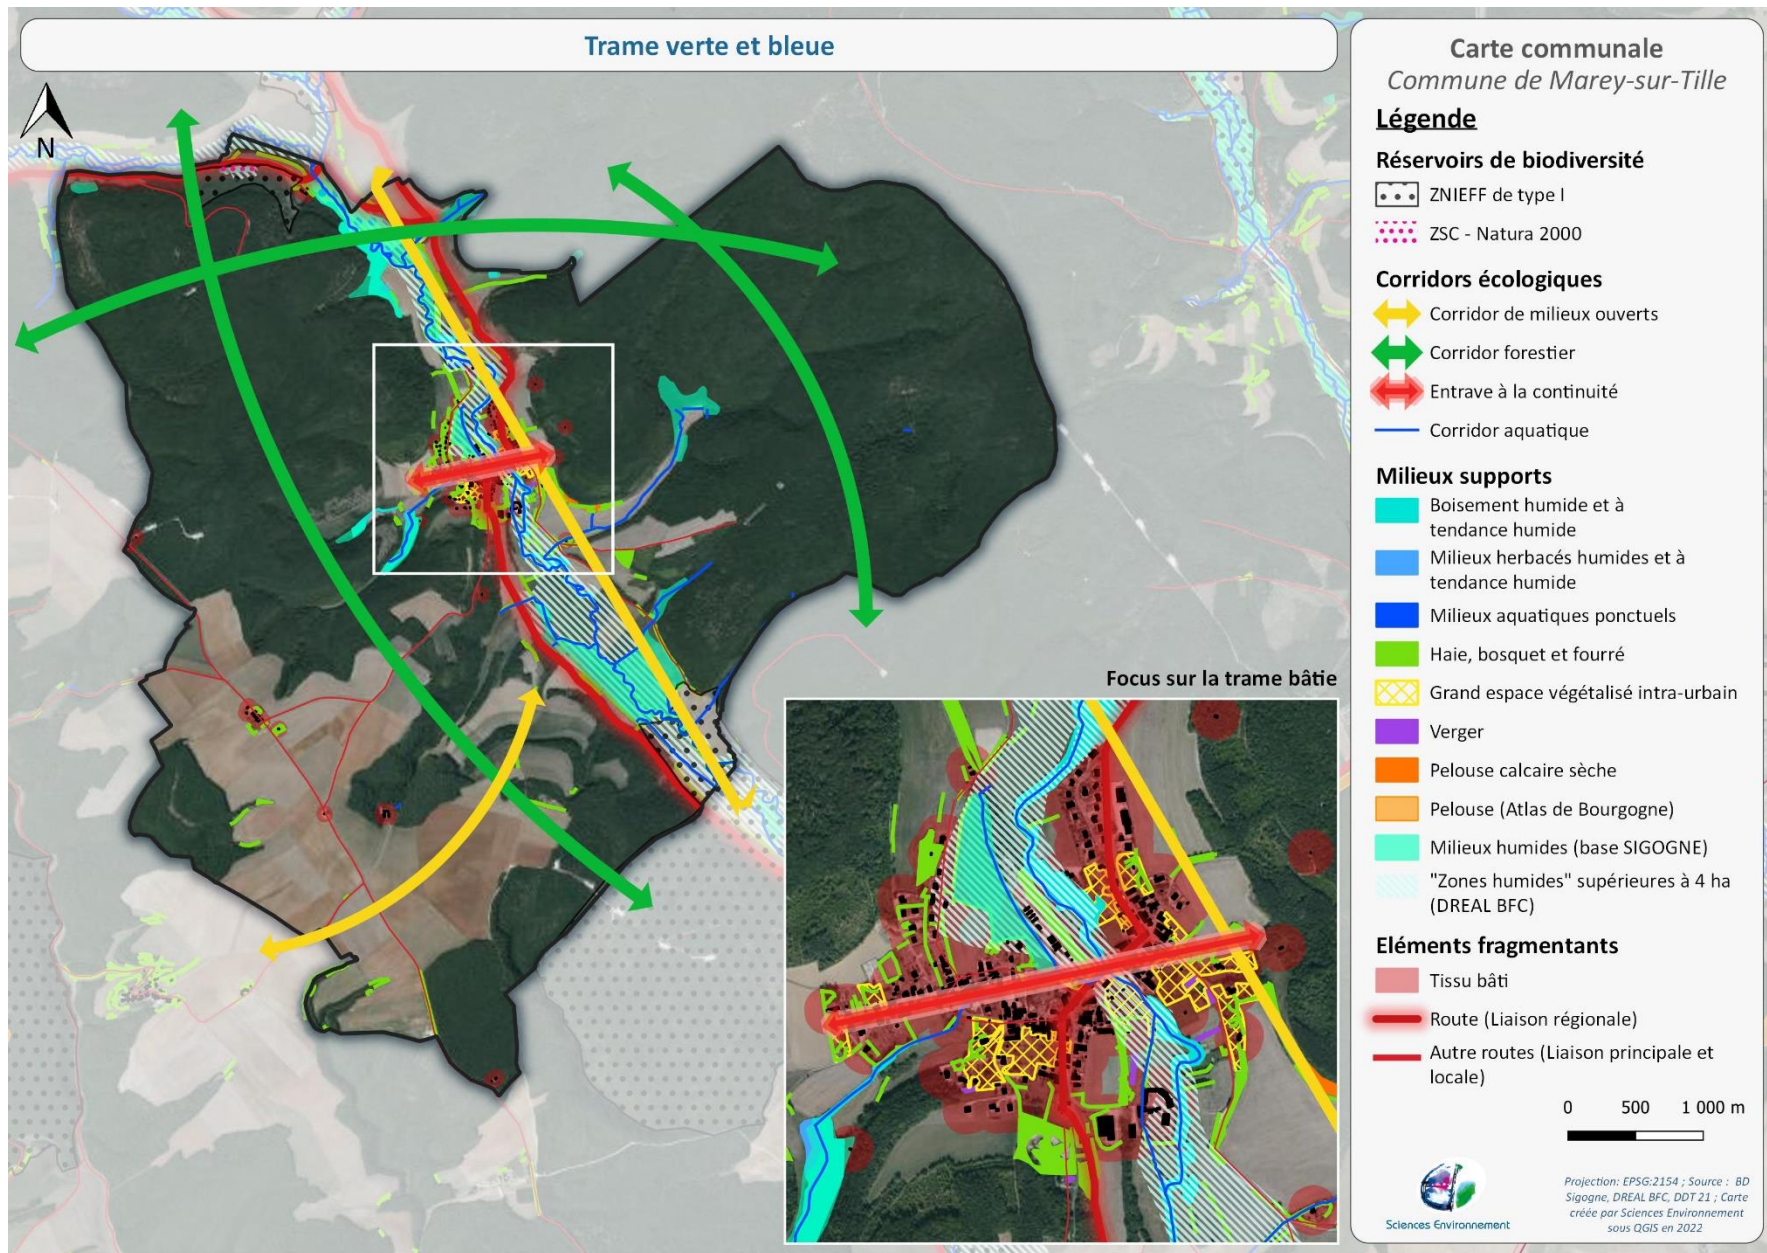 Trame verte et bleue
N
Focus sur la trame bâtie
Carte communale
Commune de Marey-sur-Tille
Légende
Réservoirs de biodiversité
ZNIEFF de type I
ZSC - Natura 2000
Corridors écologiques
Corridor de milieux ouverts
Corridor forestier
Entrave à la continuité
Corridor aquatique
Milieux supports
Boisement humide et à
tendance humide
Milieux herbacés humides et à
tendance humide
Milieux aquatiques ponctuels
Haie, bosquet et fourré
Grand espace végétalisé intra-urbain
Verger
Pelouse calcaire sèche
Pelouse (Atlas de Bourgogne)
Milieux humides (base SIGOGNE)
"Zones humides" supérieures à 4 ha
(DREAL BFC)
Eléments fragmentants
Tissu bâti
Route (Liaison régionale)
Autre routes (Liaison principale et
locale)
0 500 1 000 m
Sciences Environnement
Projection: EPSG:2154 ; Source : BD
Sigogne, DREAL BFC, DDT 21 ; Carte
créée par Sciences Environnement
sous QGIS en 2022